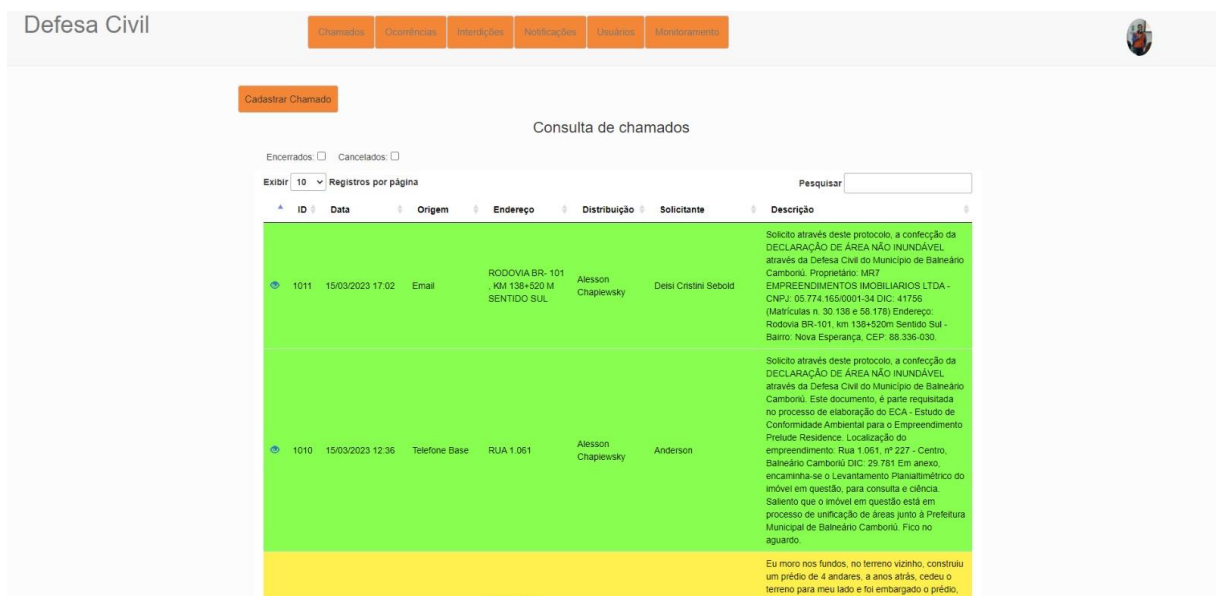 Defesa Civil
Chamados Ocorrências Interdições Notificações Usuários Monitoramento
Cadastrar Chamado
Consulta de chamados
Encerrados: Cancelados:
Exibir 10 Registros por página
Pesquisar
ID Data Origem Endereço Distribuição Solicitante Descrição
1011 15/03/2023 17:02 Email
RODOVIA BR- 101
, KM 138+520 M
SENTIDO SUL
Alesson
Chapiewsky
Deisi Cristini Sebold
Solicito através deste protocolo, a confecção da
DECLARAÇÃO DE ÁREA NÃO INUNDÁVEL
através da Defesa Civil do Município de Balneário
Camboriú. Proprietário: MR7
EMPREENDIMENTOS IMOBILIARIOS LTDA -
CNPJ: 05.774.165/0001-34 DIC: 41756
(Matrículas n. 30.138 e 58.178) Endereço:
Rodovia BR-101, km 138+520m Sentido Sul -
Bairro: Nova Esperança, CEP: 88.336-030.
1010 15/03/2023 12:36 Telefone Base RUA 1.061
Alesson
Chapiewsky
Anderson
Solicito através deste protocolo, a confecção da
DECLARAÇÃO DE ÁREA NÃO INUNDÁVEL
através da Defesa Civil do Município de Balneário
Camboriú. Este documento, é parte requisitada
no processo de elaboração do ECA - Estudo de
Conformidade Ambiental para o Empreendimento
Prelude Residence. Localização do
empreendimento: Rua 1.061, nº 227 - Centro,
Balneário Camboriú DIC: 29.781 Em anexo,
encaminha-se o Levantamento Planialtimétrico do
imóvel em questão, para consulta e ciência.
Saliento que o imóvel em questão está em
processo de unificação de áreas junto à Prefeitura
Municipal de Balneário Camboriú. Fico no
aguardo.
Eu moro nos fundos, no terreno vizinho, construiu
um prédio de 4 andares, a anos atrás, cedeu o
terreno para meu lado e foi embargado o prédio,